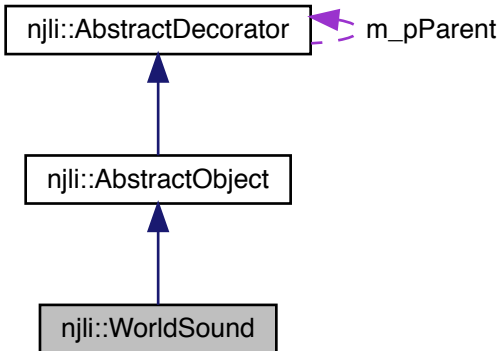 njli::AbstractDecorator
m_pParent
njli::AbstractObject
njli::WorldSound